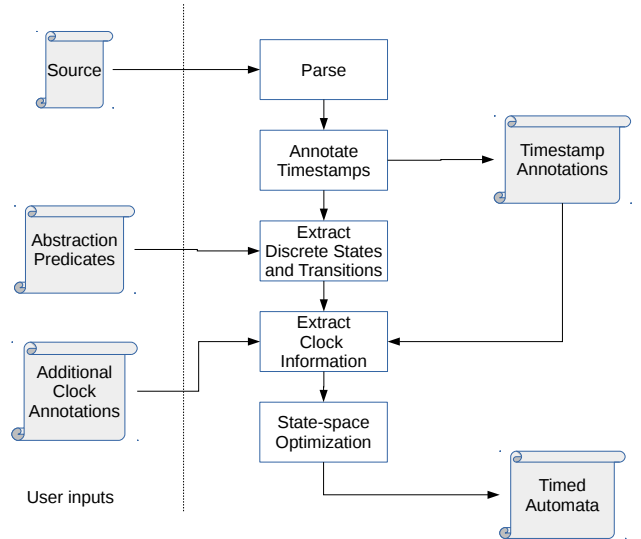 Source
Parse
Annotate
Timestamps
Timestamp
Annotations
Abstraction
Predicates
Extract
Discrete States
and Transitions
Extract
Clock
Information
Additional
Clock
Annotations
State-space
Optimization
User inputs
Timed
Automata